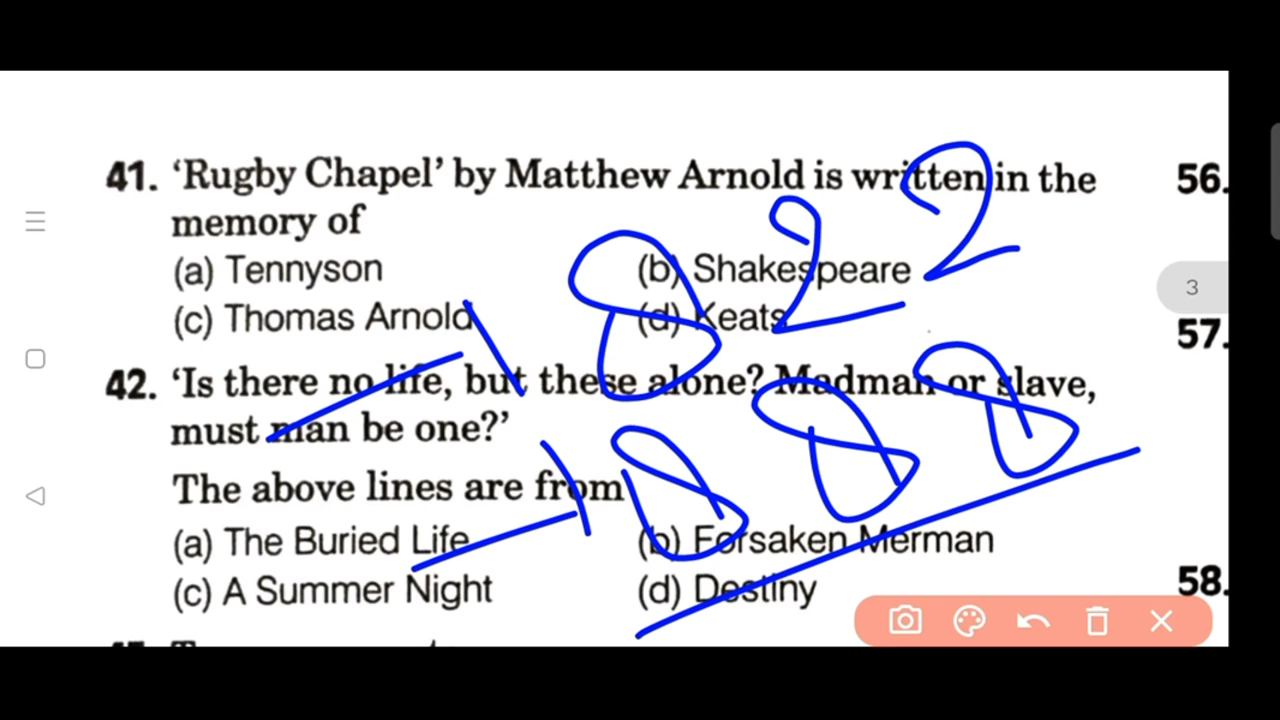 41. ‘Rugby Chapel’ by Matthew Arnold is written in the
memory of
(a) Tennyson (b) Shakespeare
(c) Thomas Arnold (d) Keats
42. ‘Is there no life, but these alone? Madman or slave,
must man be one?’
The above lines are from
(a) The Buried Life (b) Forsaken Merman
(c) A Summer Night (d) Destiny
56.
3
57.
58.
1822
1888